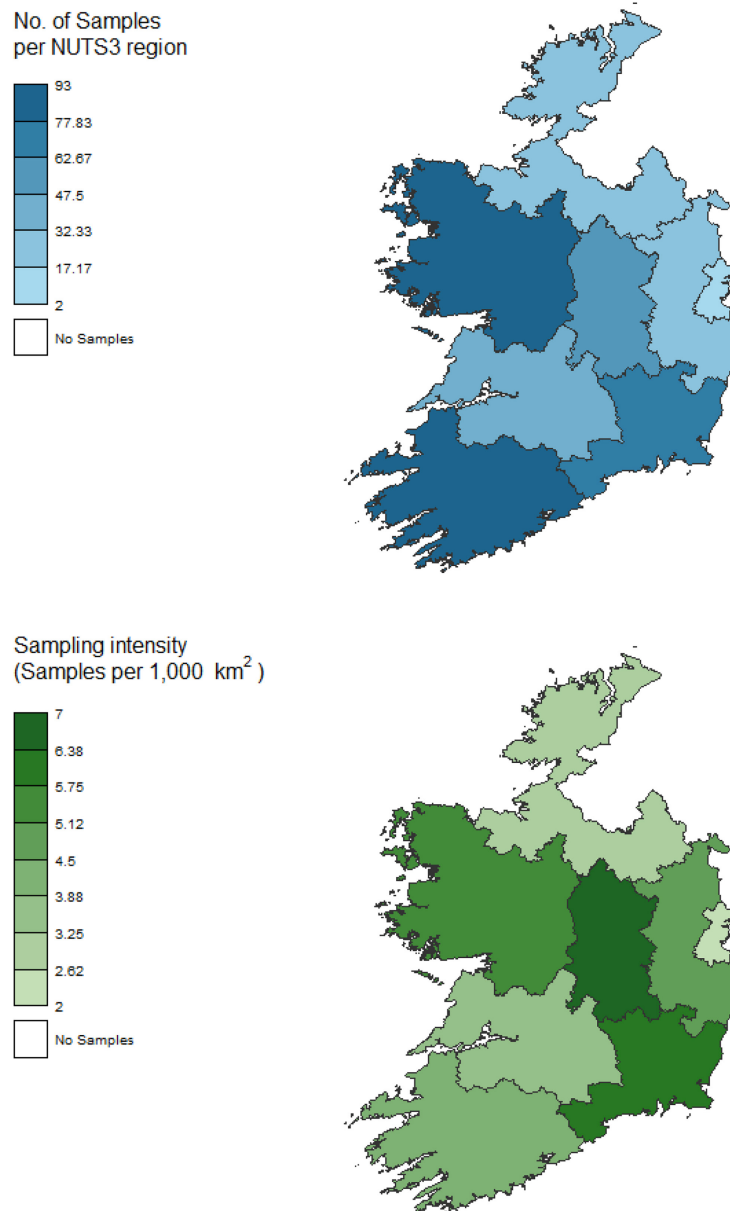 No. of Samples
per NUTS3 region
93
77.83
62.67
47.5
32.33
17.17
2
No Samples
Sampling intensity
(Samples per 1,000 km²)
7
6.38
5.75
5.12
4.5
3.88
3.25
2.62
2
No Samples